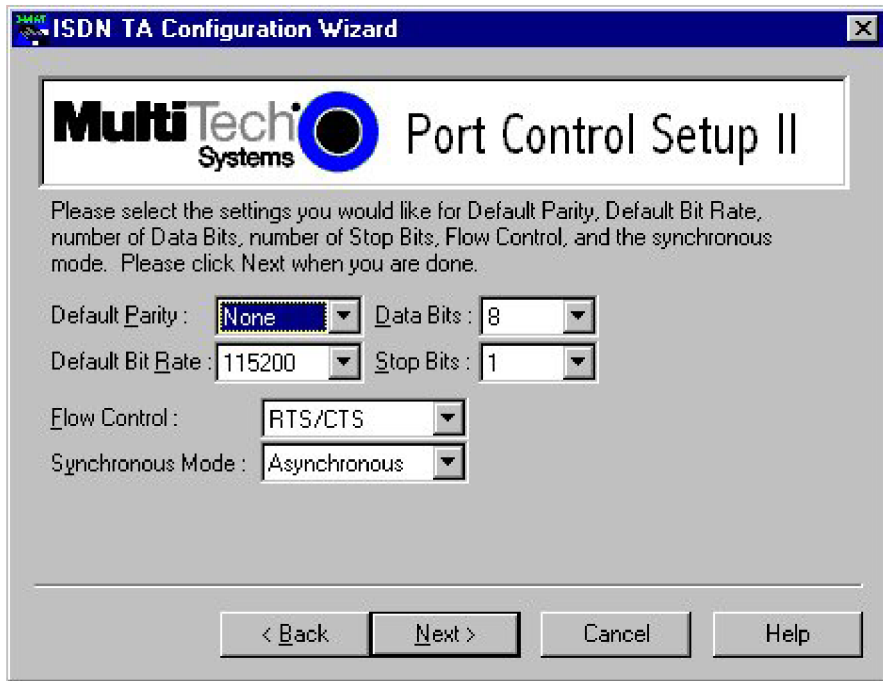 ISDN TA Configuration Wizard
MultiTech Systems
Port Control Setup II
Please select the settings you would like for Default Parity, Default Bit Rate,
number of Data Bits, number of Stop Bits, Flow Control, and the synchronous
mode.  Please click Next when you are done.
Default Parity : None Data Bits : 8
Default Bit Rate : 115200 Stop Bits : 1
Flow Control : RTS/CTS
Synchronous Mode : Asynchronous
< Back Next > Cancel Help